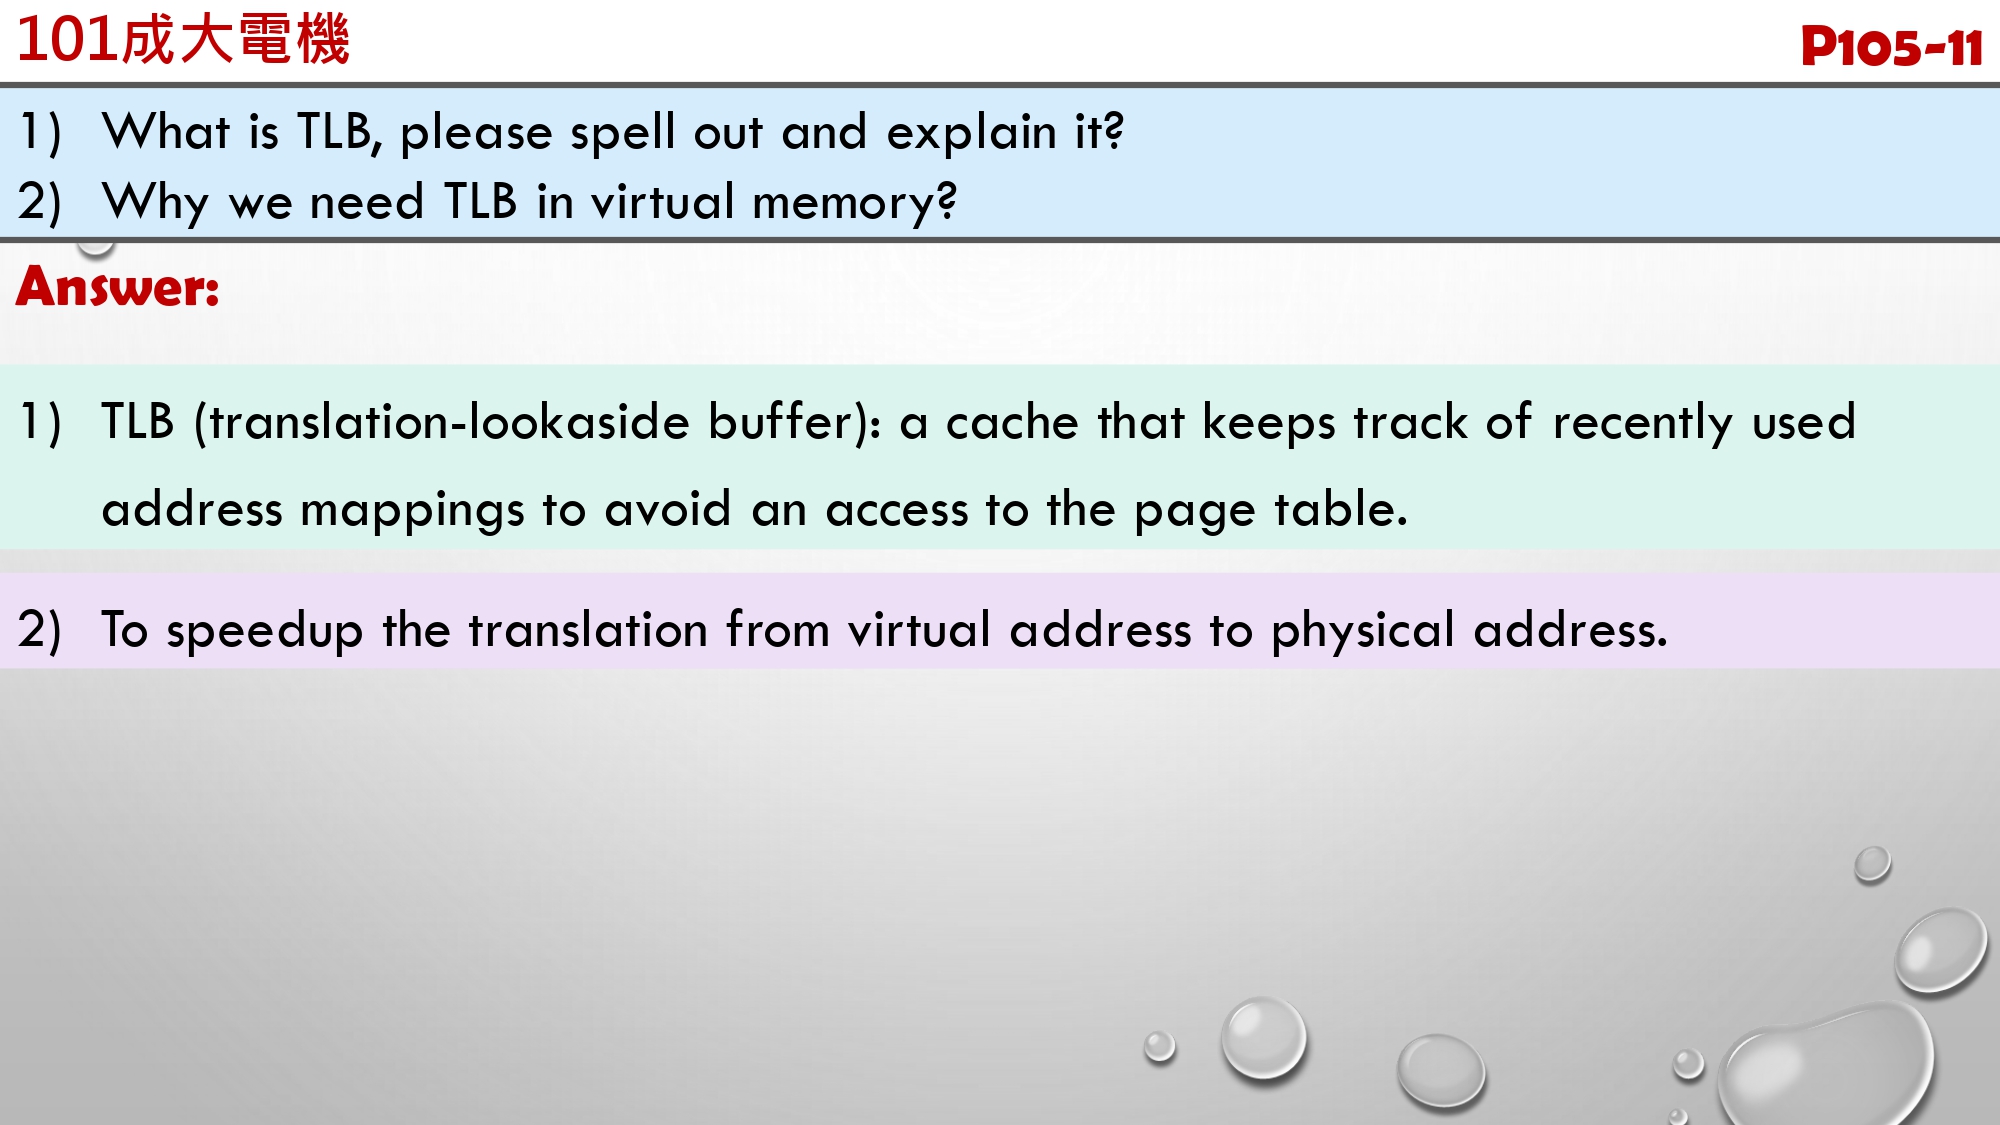 101成大電機
P105-11
1) What is TLB, please spell out and explain it?
2) Why we need TLB in virtual memory?
Answer:
1) TLB (translation-lookaside buffer): a cache that keeps track of recently used
address mappings to avoid an access to the page table.
2) To speedup the translation from virtual address to physical address.